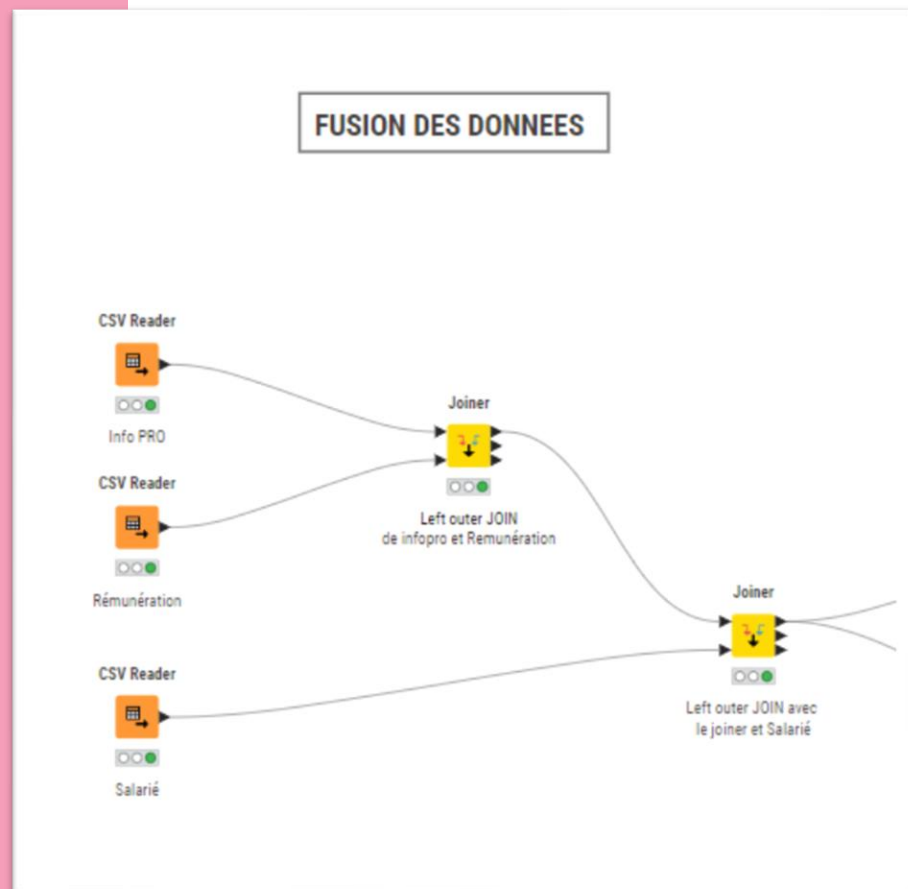 FUSION DES DONNEES
CSV Reader
Info PRO
CSV Reader
Rémunération
CSV Reader
Salarié
Joiner
Left outer JOIN
de infopro et Remunération
Joiner
Left outer JOIN avec
le joiner et Salarié